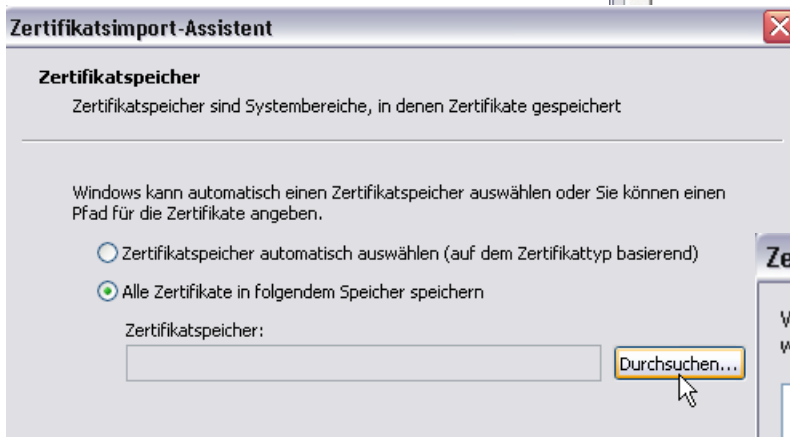 Zertifikatsimport-Assistent
Zertifikatspeicher
Zertifikatspeicher sind Systembereiche, in denen Zertifikate gespeichert
Windows kann automatisch einen Zertifikatspeicher auswählen oder Sie können einen
Pfad für die Zertifikate angeben.
Zertifikatspeicher automatisch auswählen (auf dem Zertifikattyp basierend)
Alle Zertifikate in folgendem Speicher speichern
Zertifikatspeicher:
Durchsuchen...
Ze